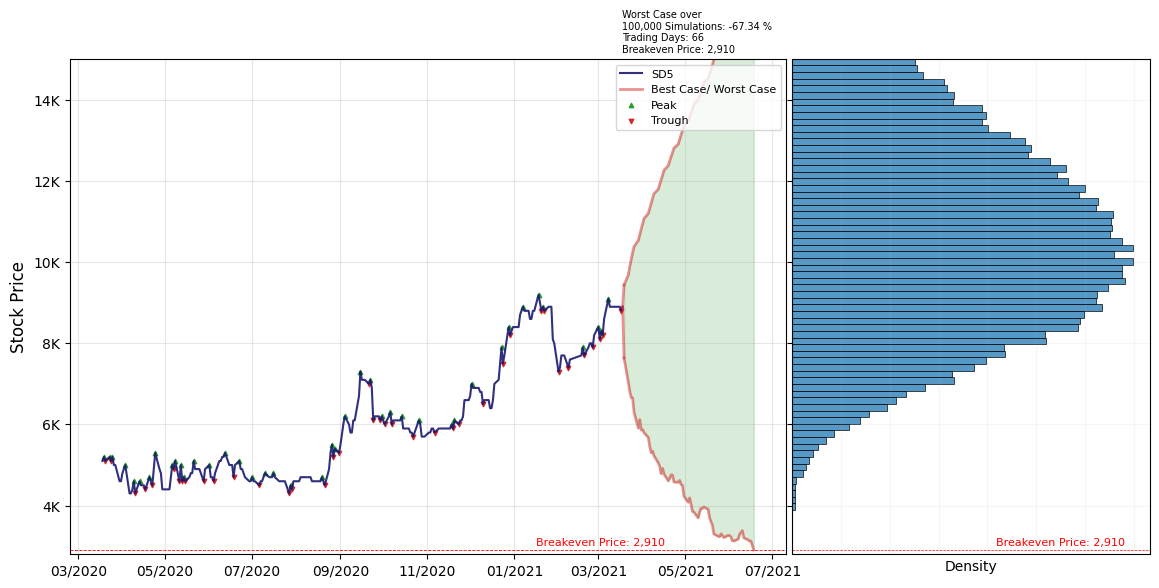 Worst Case over
100,000 Simulations: -67.34 %
Trading Days: 66
Breakeven Price: 2,910
SD5
Best Case/ Worst Case
Peak
Trough
Stock Price
14K
12K
10K
8K
6K
4K
Breakeven Price: 2,910
Breakeven Price: 2,910
03/2020 05/2020 07/2020 09/2020 11/2020 01/2021 03/2021 05/2021 07/2021
Density